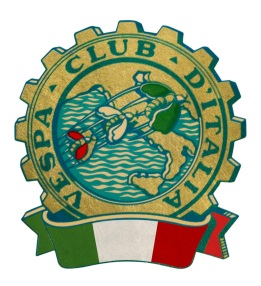 VESPA · CLUB · D'ITALIA